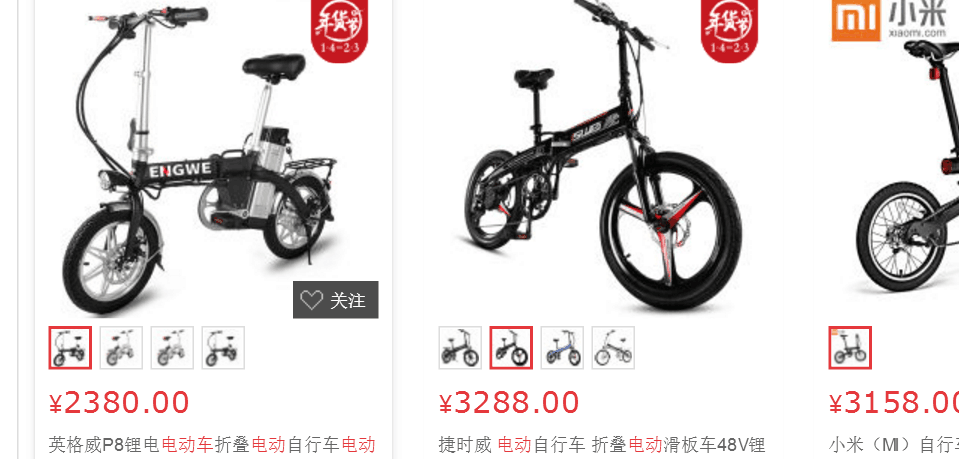 年货节
1·4-2·3
ENGWE
关注
¥2380.00
英格威P8锂电电动车折叠电动自行车电动
年货节
1·4-2·3
¥3288.00
捷时威 电动自行车 折叠电动滑板车48V锂
mi 小米
xiaomi.com
¥3158.00
小米（MI）自行车